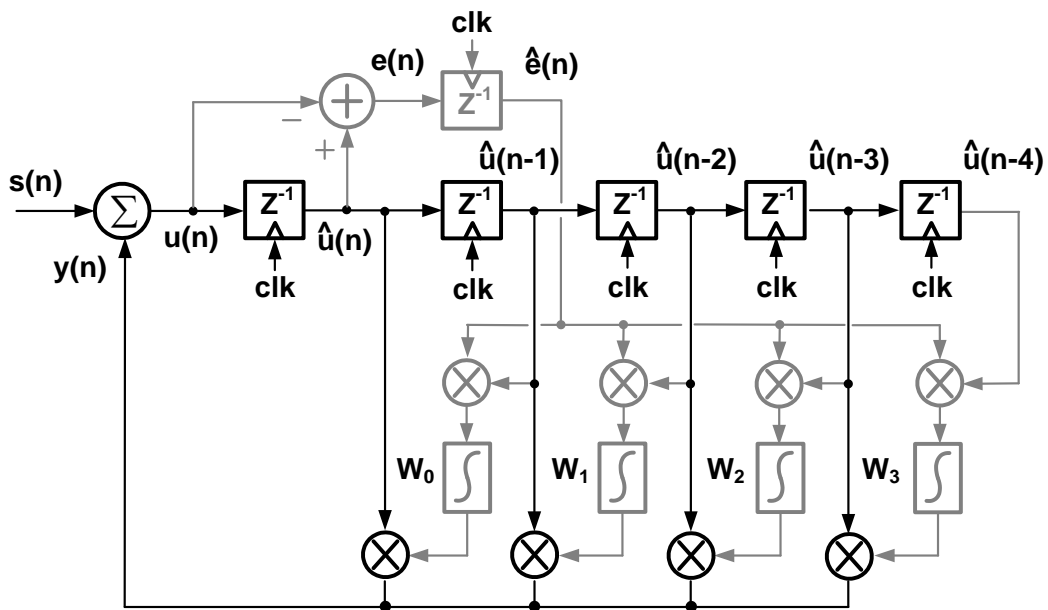 clk
e(n)
ê(n)
Z⁻¹
−
+
+
û(n-1)
û(n-2)
û(n-3)
û(n-4)
s(n)
Σ
Z⁻¹
Z⁻¹
Z⁻¹
Z⁻¹
Z⁻¹
u(n)
û(n)
y(n)
clk
clk
clk
clk
clk
W₀
∫
W₁
∫
W₂
∫
W₃
∫